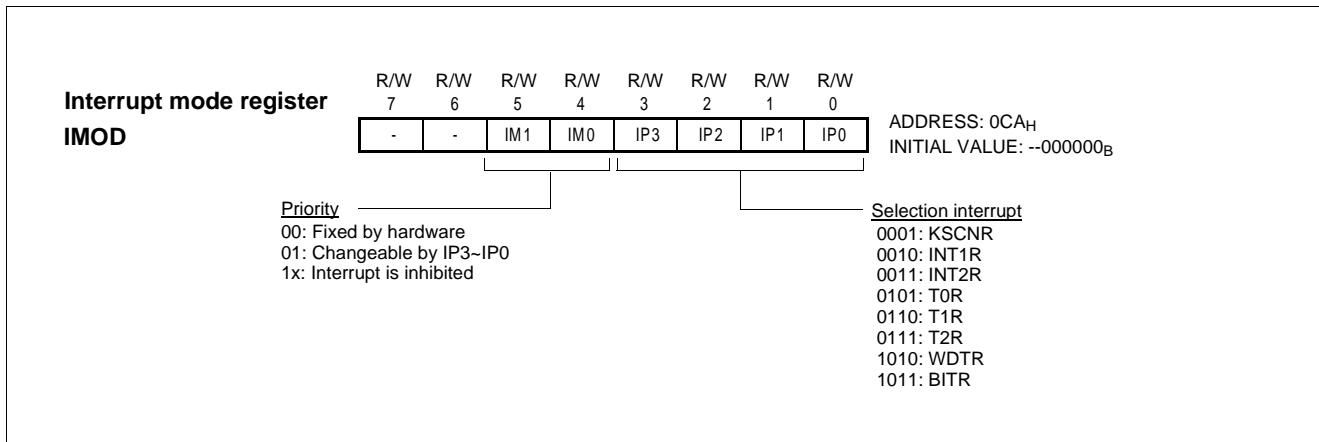 R/W R/W R/W R/W R/W R/W R/W R/W
Interrupt mode register 7 6 5 4 3 2 1 0
IMOD - - IM1 IM0 IP3 IP2 IP1 IP0
ADDRESS: 0CAH
INITIAL VALUE: --000000B
Priority
00: Fixed by hardware
01: Changeable by IP3~IP0
1x: Interrupt is inhibited
Selection interrupt
0001: KSCNR
0010: INT1R
0011: INT2R
0101: T0R
0110: T1R
0111: T2R
1010: WDTR
1011: BITR